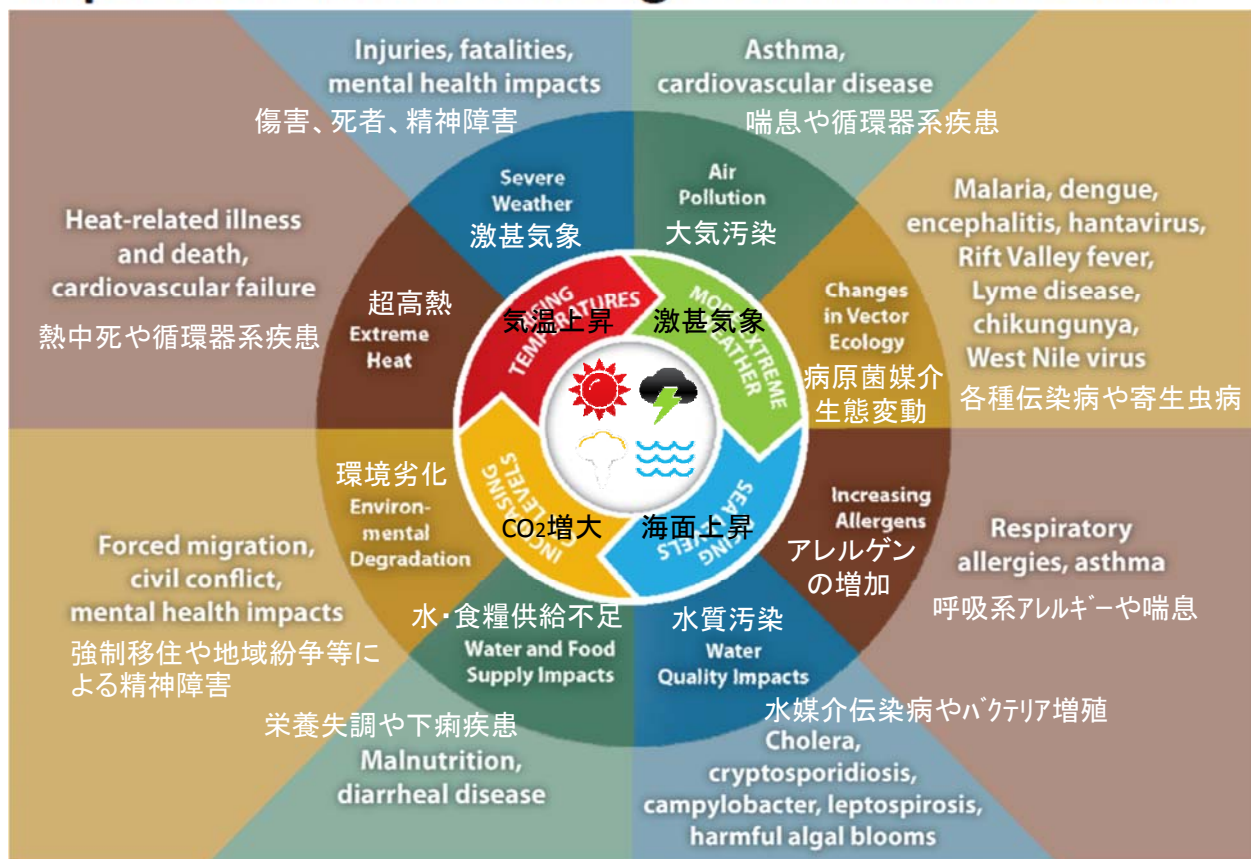 Injuries, fatalities,
mental health impacts
傷害、死者、精神障害
Asthma,
cardiovascular disease
喘息や循環器系疾患
Severe
Weather
激甚気象
Air
Pollution
大気汚染
Heat-related illness
and death,
cardiovascular failure
熱中死や循環器系疾患
超高熱
Extreme
Heat
RISING
TEMPERATURES
気温上昇
MORE EXTREME
WEATHER
激甚気象
Changes
in Vector
Ecology
病原菌媒介
生態変動
Malaria, dengue,
encephalitis, hantavirus,
Rift Valley fever,
Lyme disease,
chikungunya,
West Nile virus
各種伝染病や寄生虫病
環境劣化
Environ-
mental
Degradation
Forced migration,
civil conflict,
mental health impacts
強制移住や地域紛争等に
よる精神障害
INCREASING
LEVELS
CO2増大
RISING
SEA LEVELS
海面上昇
Increasing
Allergens
アレルゲン
の増加
Respiratory
allergies, asthma
呼吸系ｱﾚﾙｷﾞｰや喘息
水・食糧供給不足
Water and Food
Supply Impacts
水質汚染
Water
Quality Impacts
栄養失調や下痢疾患
Malnutrition,
diarrheal disease
水媒介伝染病やﾊﾞｸﾃﾘｱ増殖
Cholera,
cryptosporidiosis,
campylobacter, leptospirosis,
harmful algal blooms